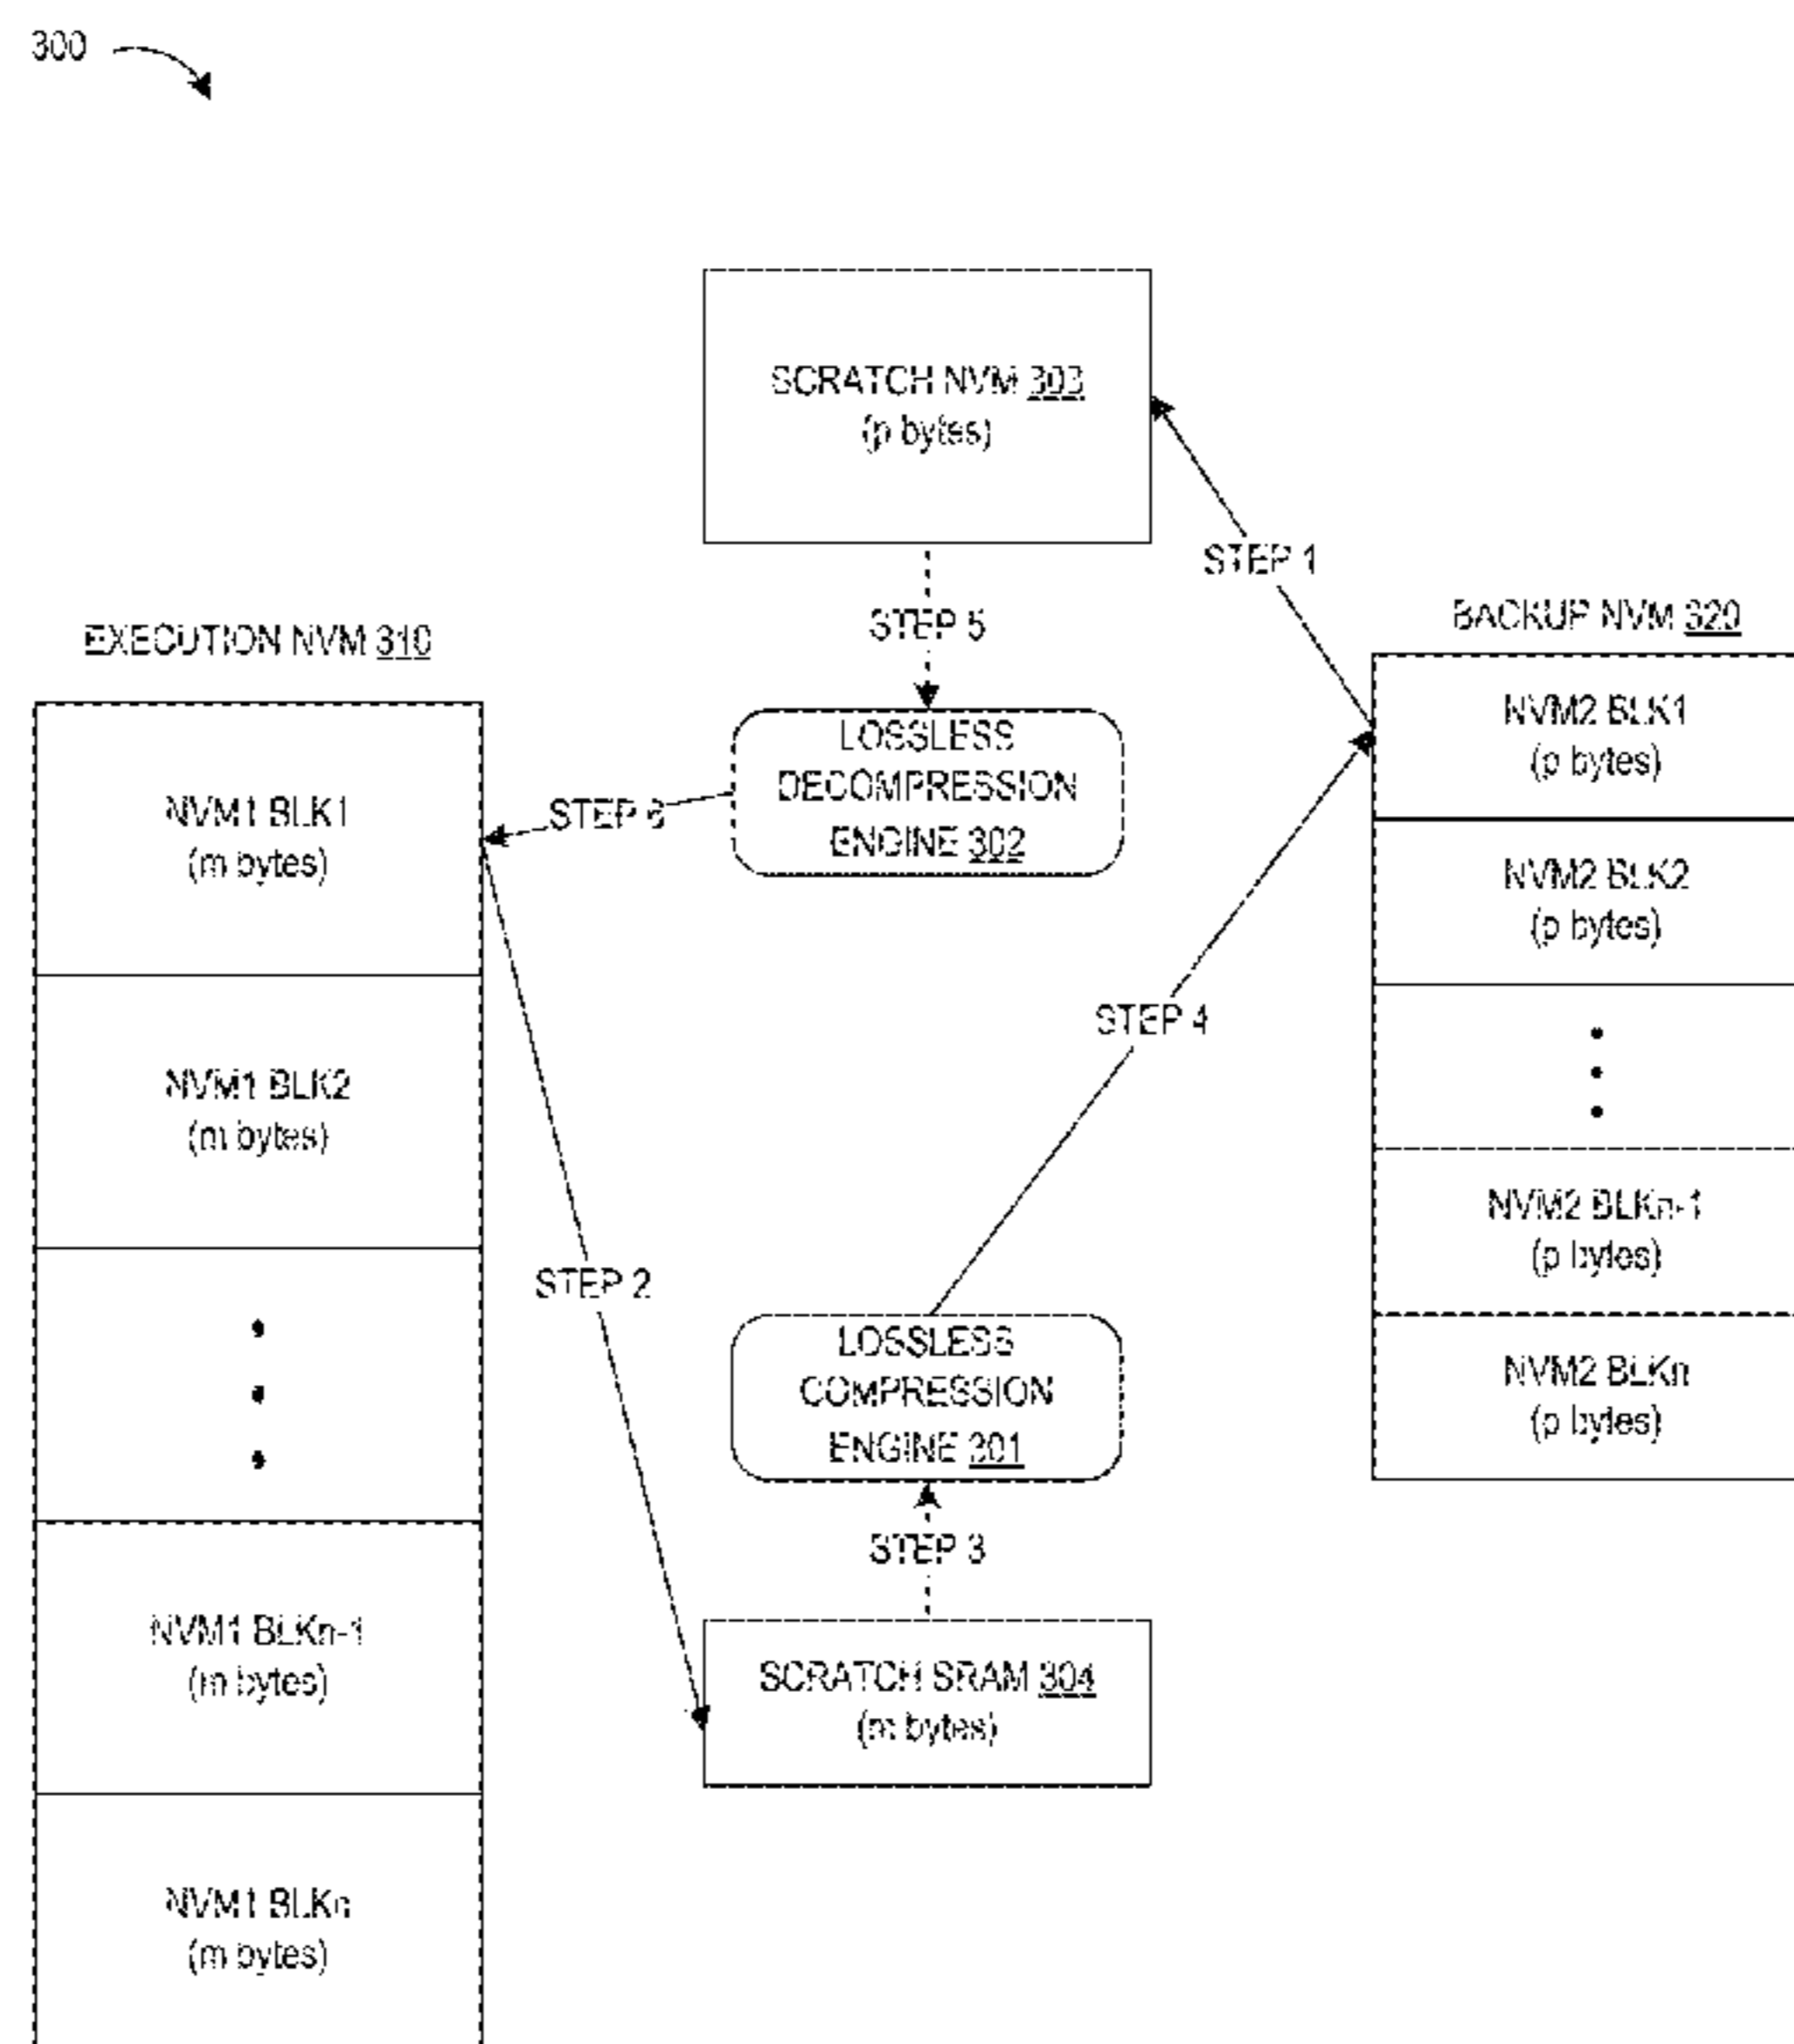 300
SCRATCH NVM 303
(p bytes)
STEP 1
STEP 5
EXECUTION NVM 310
BACKUP NVM 320
LOSSLESS
DECOMPRESSION
ENGINE 302
STEP 6
NVM1 BLK1
(m bytes)
NVM2 BLK1
(p bytes)
NVM2 BLK2
(p bytes)
STEP 4
NVM1 BLK2
(m bytes)
NVM2 BLKn-1
(p bytes)
STEP 2
LOSSLESS
COMPRESSION
ENGINE 301
NVM2 BLKn
(p bytes)
STEP 3
NVM1 BLKn-1
(m bytes)
SCRATCH SRAM 304
(m bytes)
NVM1 BLKn
(m bytes)